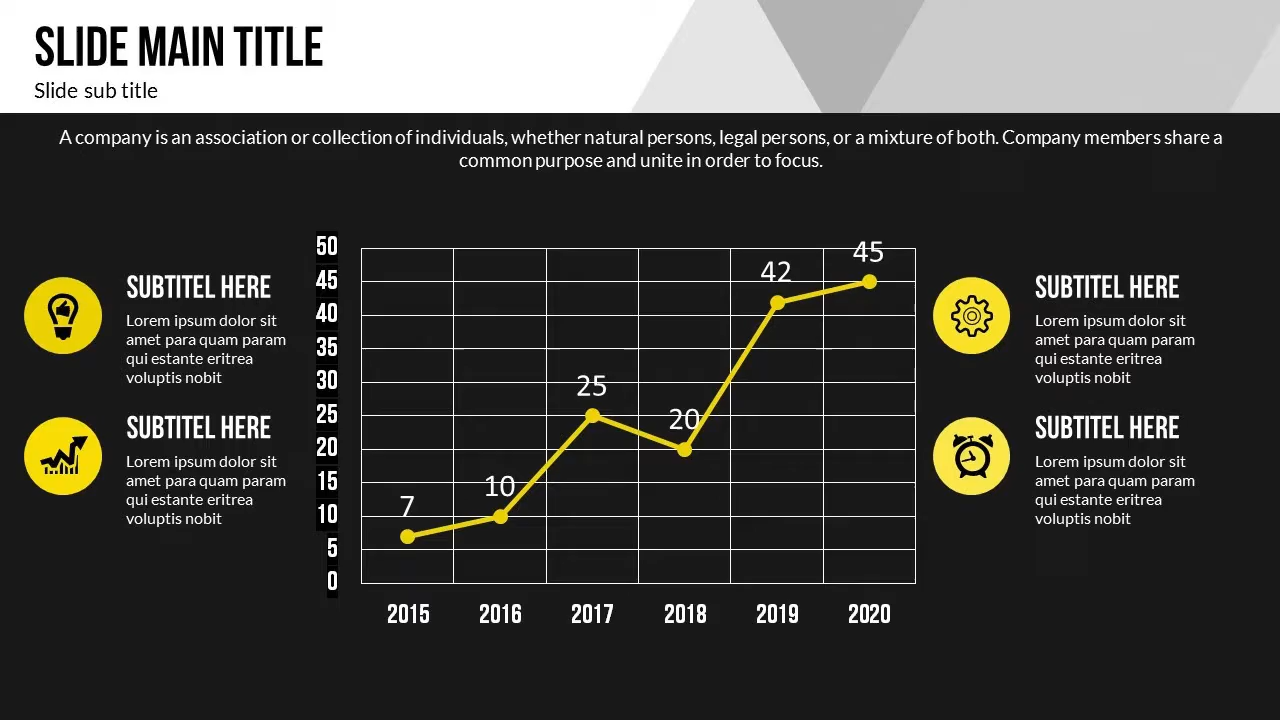 SLIDE MAIN TITLE
Slide sub title
A company is an association or collection of individuals, whether natural persons, legal persons, or a mixture of both. Company members share a
common purpose and unite in order to focus.
SUBTITEL HERE
Lorem ipsum dolor sit
amet para quam param
qui estante eritrea
voluptis nobit
SUBTITEL HERE
Lorem ipsum dolor sit
amet para quam param
qui estante eritrea
voluptis nobit
50
45
40
35
30
25
20
15
10
5
0
7
10
25
20
42
45
2015 2016 2017 2018 2019 2020
SUBTITEL HERE
Lorem ipsum dolor sit
amet para quam param
qui estante eritrea
voluptis nobit
SUBTITEL HERE
Lorem ipsum dolor sit
amet para quam param
qui estante eritrea
voluptis nobit